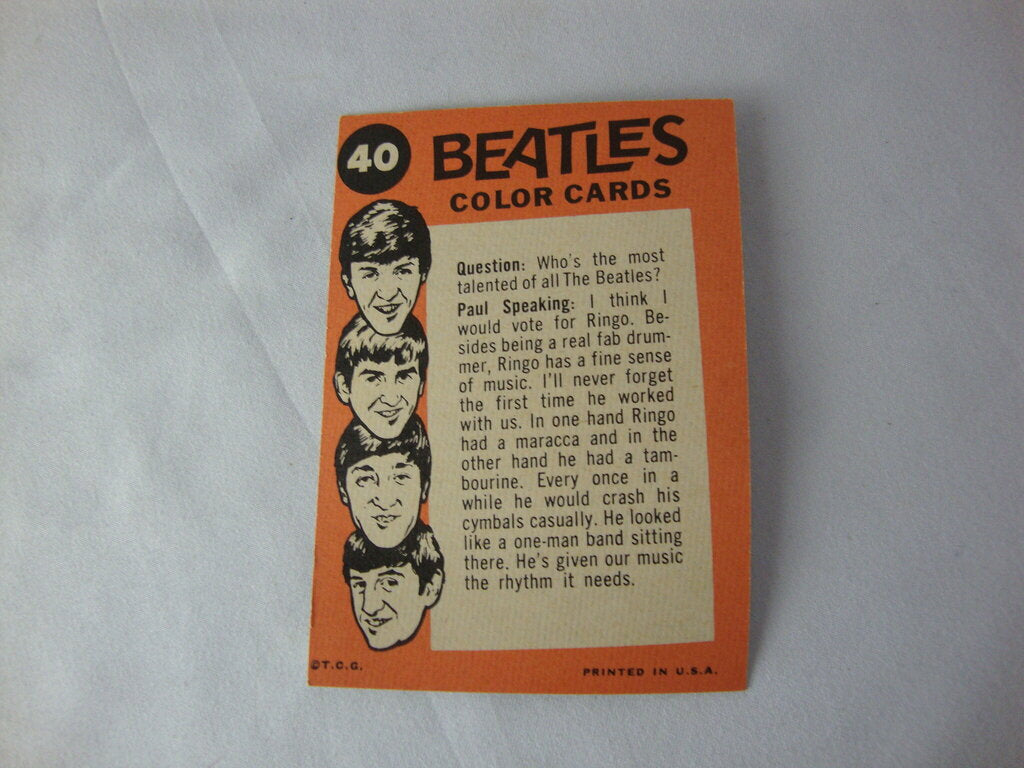 40
BEATLES
COLOR CARDS
Question: Who's the most
talented of all The Beatles?
Paul Speaking: I think I
would vote for Ringo. Be-
sides being a real fab drum-
mer, Ringo has a fine sense
of music. I'll never forget
the first time he worked
with us. In one hand Ringo
had a maracca and in the
other hand he had a tam-
bourine. Every once in a
while he would crash his
cymbals casually. He looked
like a one-man band sitting
there. He's given our music
the rhythm it needs.
©T.C.G.
PRINTED IN U.S.A.